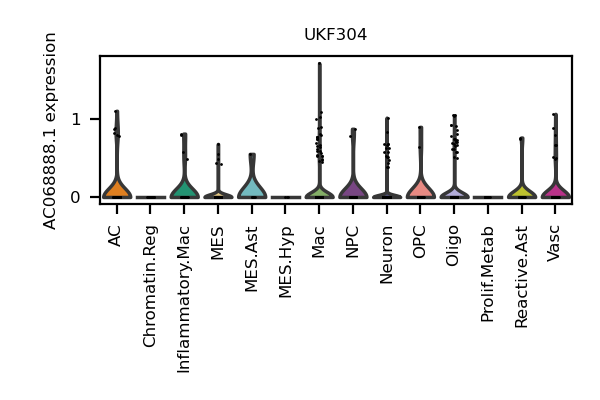 UKF304
AC068888.1 expression
1
0
AC
Chromatin.Reg
Inflammatory.Mac
MES
MES.Ast
MES.Hyp
Mac
NPC
Neuron
OPC
Oligo
Prolif.Metab
Reactive.Ast
Vasc